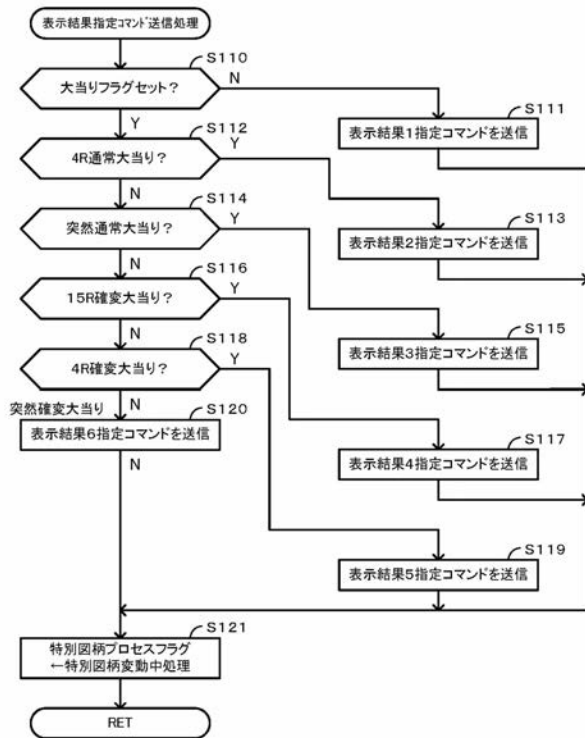 表示結果指定コマンド送信処理
S110
大当りフラグセット？
N
S111
表示結果1指定コマンドを送信
Y
S112
4R通常大当り？
Y
S113
表示結果2指定コマンドを送信
N
S114
突然通常大当り？
Y
S115
表示結果3指定コマンドを送信
N
S116
15R確変大当り？
Y
S117
表示結果4指定コマンドを送信
N
S118
4R確変大当り？
Y
S119
表示結果5指定コマンドを送信
突然確変大当り
N
S120
表示結果6指定コマンドを送信
N
S121
特別図柄プロセスフラグ
←特別図柄変動中処理
RET